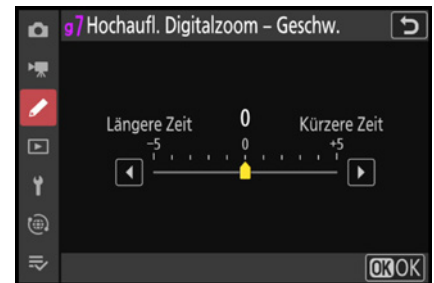 g7 Hochaufl. Digitalzoom – Geschw.
Längere Zeit 0 Kürzere Zeit
−5 0 +5
OK OK